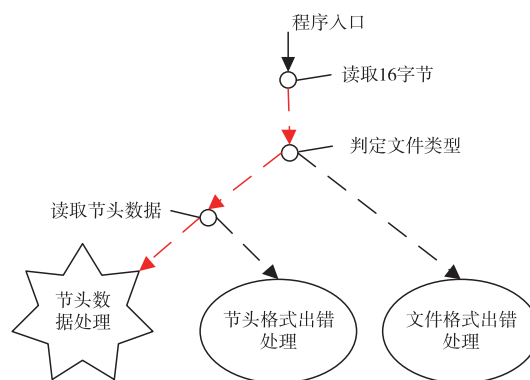 程序入口
读取16字节
判定文件类型
读取节头数据
节头数
据处理
节头格式出错
处理
文件格式出错
处理